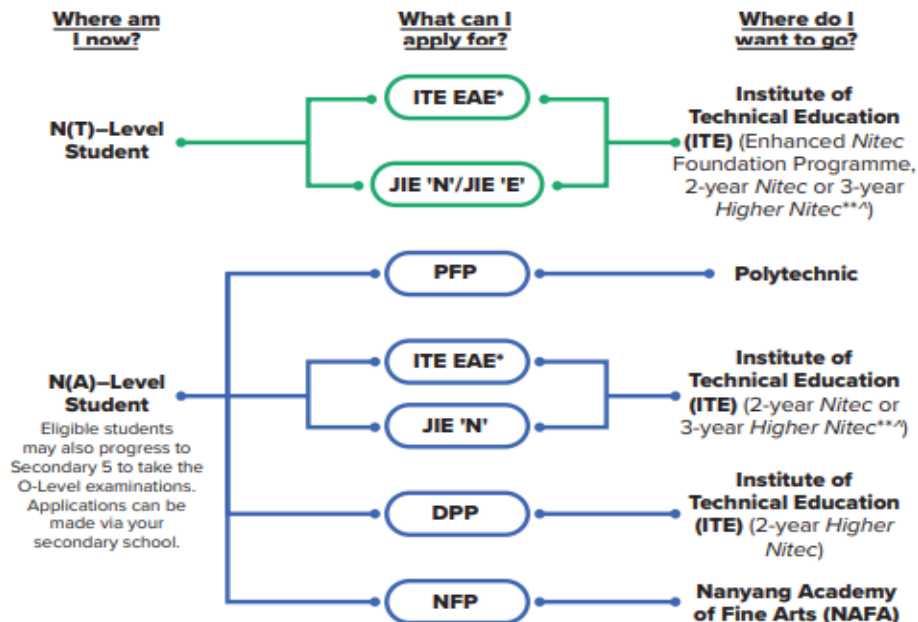 Where am
I now?
What can I
apply for?
Where do I
want to go?
N(T)–Level
Student
ITE EAE*
JIE 'N'/JIE 'E'
Institute of
Technical Education
(ITE) (Enhanced Nitec
Foundation Programme,
2-year Nitec or 3-year
Higher Nitec**^)
N(A)–Level
Student
Eligible students
may also progress to
Secondary 5 to take the
O-Level examinations.
Applications can be
made via your
secondary school.
PFP
Polytechnic
ITE EAE*
JIE 'N'
Institute of
Technical Education
(ITE) (2-year Nitec or
3-year Higher Nitec**^)
DPP
Institute of
Technical Education
(ITE) (2-year Higher
Nitec)
NFP
Nanyang Academy
of Fine Arts (NAFA)